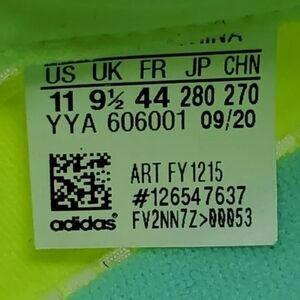 US UK FR JP CHN
11 9½ 44 280 270
YYA 606001 09/20
ART FY1215
#126547637
adidas FV2NN7Z>00053